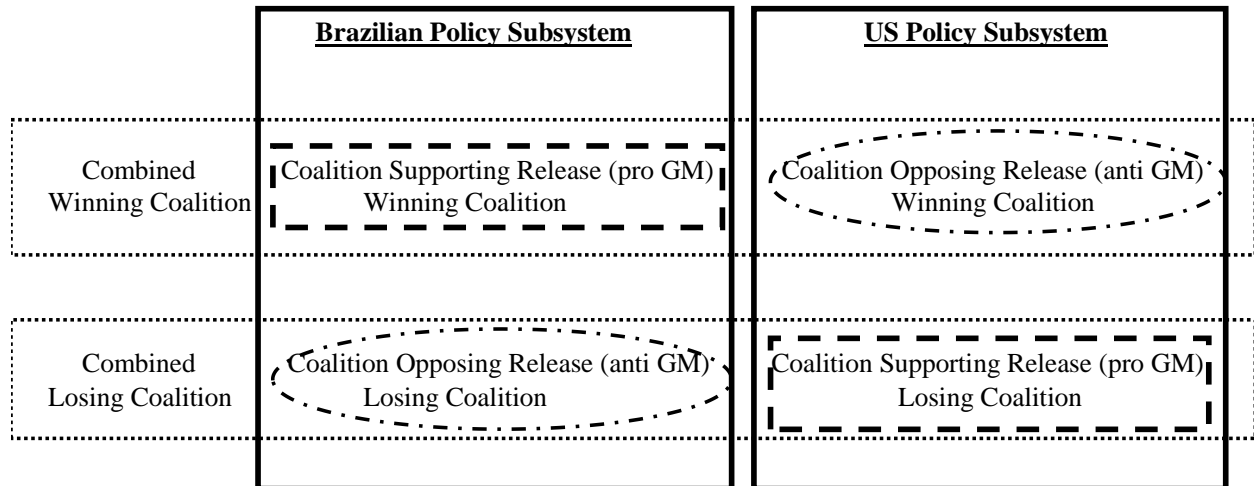 Brazilian Policy Subsystem
US Policy Subsystem
Combined
Winning Coalition
Coalition Supporting Release (pro GM)
Winning Coalition
Coalition Opposing Release (anti GM)
Winning Coalition
Combined
Losing Coalition
Coalition Opposing Release (anti GM)
Losing Coalition
Coalition Supporting Release (pro GM)
Losing Coalition